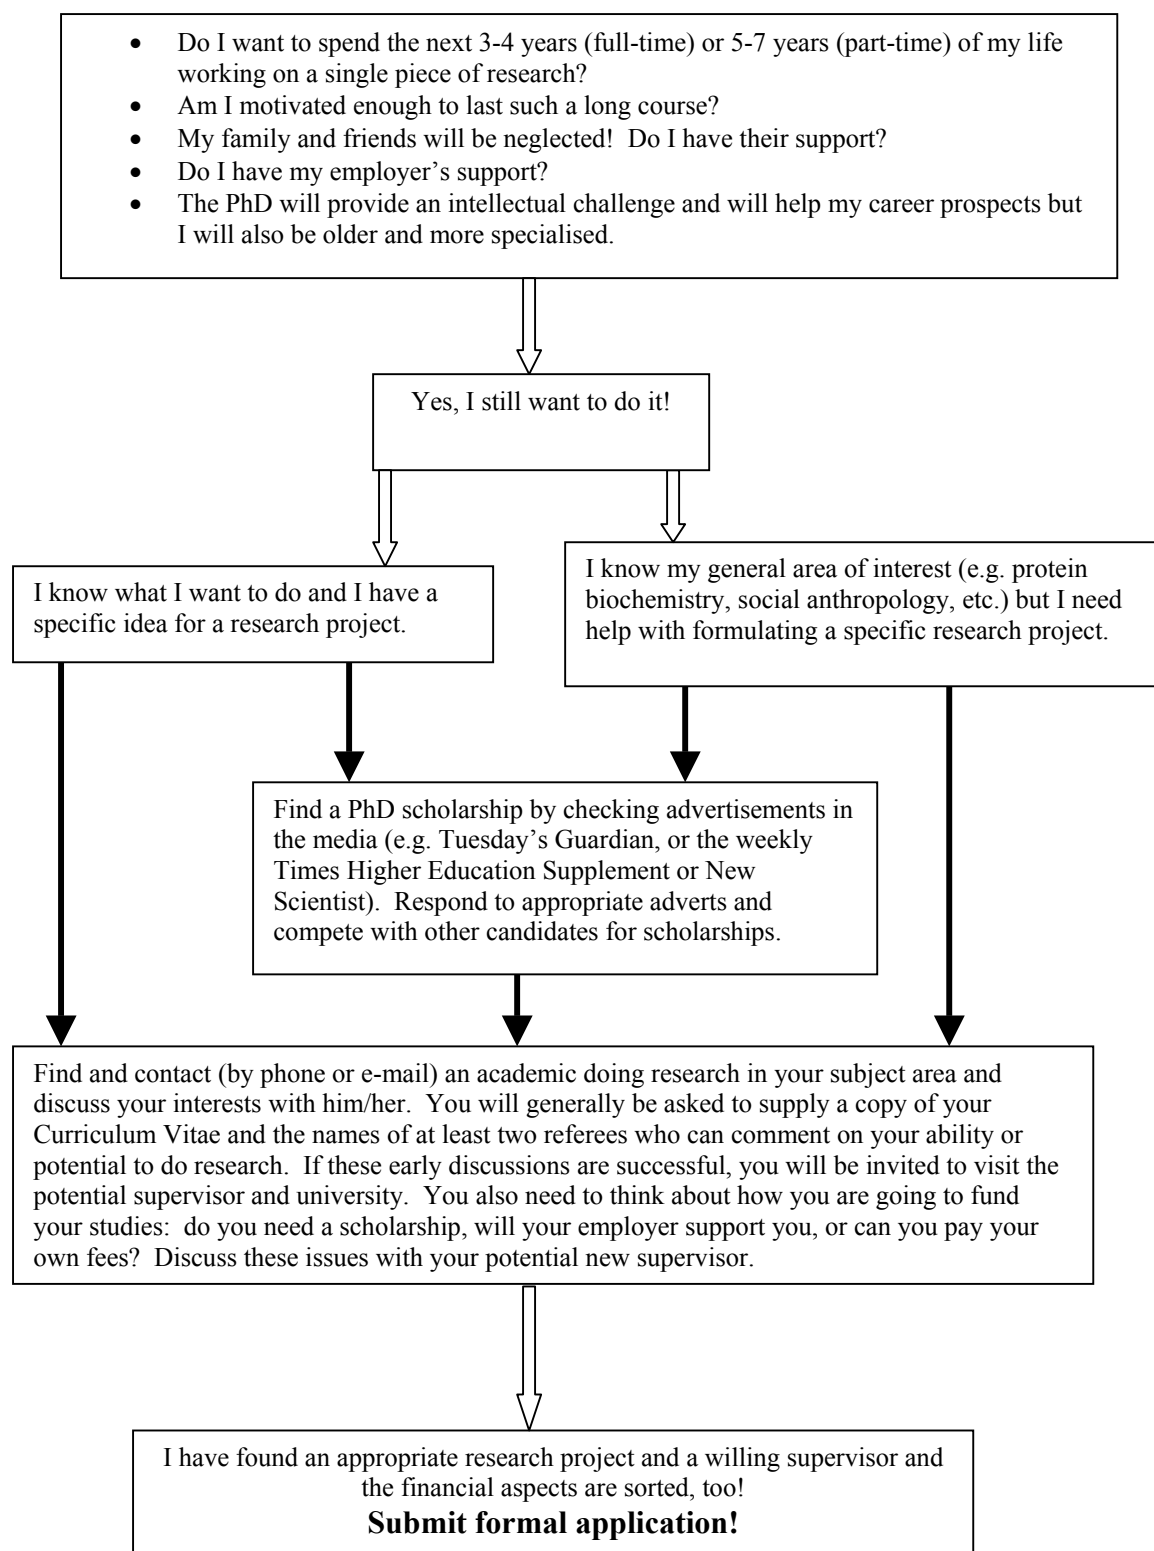 • Do I want to spend the next 3-4 years (full-time) or 5-7 years (part-time) of my life
working on a single piece of research?
• Am I motivated enough to last such a long course?
• My family and friends will be neglected!  Do I have their support?
• Do I have my employer’s support?
• The PhD will provide an intellectual challenge and will help my career prospects but
I will also be older and more specialised.
Yes, I still want to do it!
I know what I want to do and I have a
specific idea for a research project.
I know my general area of interest (e.g. protein
biochemistry, social anthropology, etc.) but I need
help with formulating a specific research project.
Find a PhD scholarship by checking advertisements in
the media (e.g. Tuesday’s Guardian, or the weekly
Times Higher Education Supplement or New
Scientist).  Respond to appropriate adverts and
compete with other candidates for scholarships.
Find and contact (by phone or e-mail) an academic doing research in your subject area and
discuss your interests with him/her.  You will generally be asked to supply a copy of your
Curriculum Vitae and the names of at least two referees who can comment on your ability or
potential to do research.  If these early discussions are successful, you will be invited to visit the
potential supervisor and university.  You also need to think about how you are going to fund
your studies:  do you need a scholarship, will your employer support you, or can you pay your
own fees?  Discuss these issues with your potential new supervisor.
I have found an appropriate research project and a willing supervisor and
the financial aspects are sorted, too!
Submit formal application!